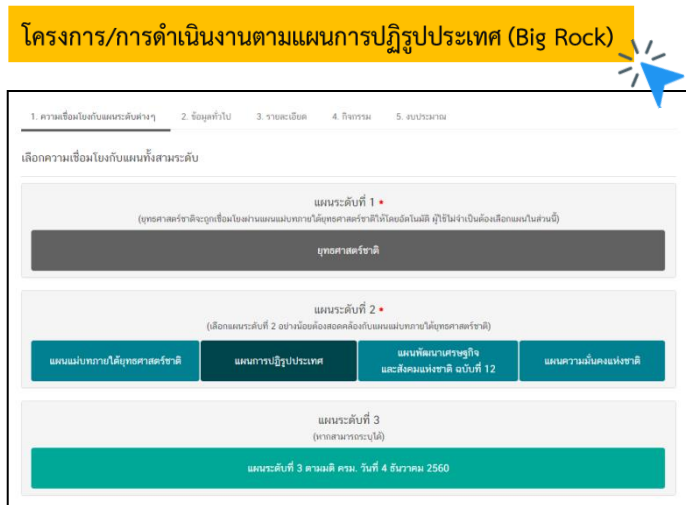 โครงการ/การดำเนินงานตามแผนการปฏิรูปประเทศ (Big Rock)
1. ความเชื่อมโยงกับแผนระดับต่างๆ 2. ข้อมูลทั่วไป 3. รายละเอียด 4. กิจกรรม 5. งบประมาณ
เลือกความเชื่อมโยงกับแผนทั้งสามระดับ
แผนระดับที่ 1 •
(ยุทธศาสตร์ชาติจะถูกเชื่อมโยงผ่านแผนแม่บทภายใต้ยุทธศาสตร์ชาติให้โดยอัตโนมัติ ผู้ใช้ไม่จำเป็นต้องเลือกแผนในส่วนนี้)
ยุทธศาสตร์ชาติ
แผนระดับที่ 2 •
(เลือกแผนระดับที่ 2 อย่างน้อยต้องสอดคล้องกับแผนแม่บทภายใต้ยุทธศาสตร์ชาติ)
แผนแม่บทภายใต้ยุทธศาสตร์ชาติ แผนการปฏิรูปประเทศ แผนพัฒนาเศรษฐกิจ แผนความมั่นคงแห่งชาติ
และสังคมแห่งชาติ ฉบับที่ 12
แผนระดับที่ 3
(หากสามารถระบุได้)
แผนระดับที่ 3 ตามมติ ครม. วันที่ 4 ธันวาคม 2560